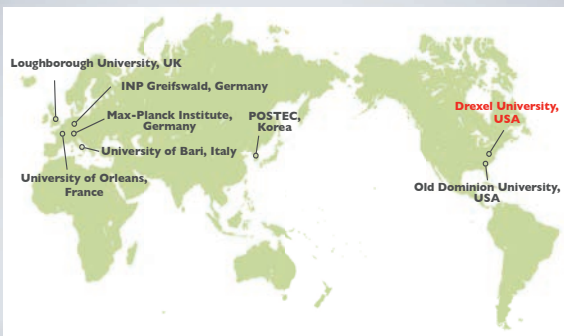 Loughborough University, UK
INP Greifswald, Germany
Max-Planck Institute,
Germany
POSTEC,
Korea
University of Bari, Italy
University of Orleans,
France
Drexel University,
USA
Old Dominion University,
USA